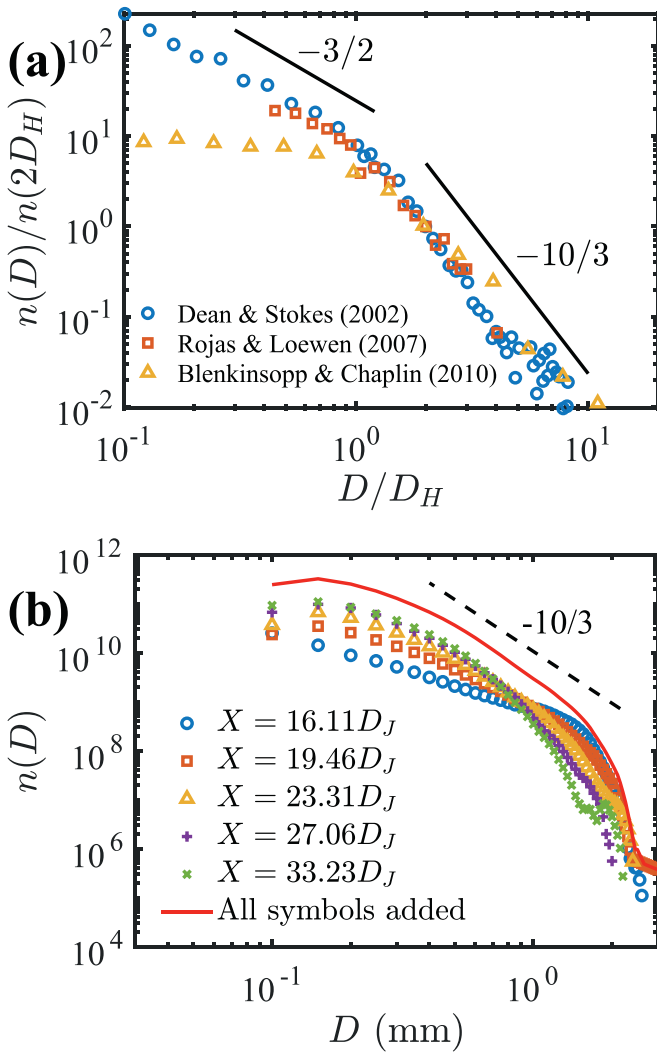 (a)
n(D)/n(2D_H)
10^2
10^1
10^0
10^-1
10^-2
−3/2
−10/3
Dean & Stokes (2002)
Rojas & Loewen (2007)
Blenkinsopp & Chaplin (2010)
10^-1 10^0 10^1
D/D_H
(b)
n(D)
10^12
10^10
10^8
10^6
10^4
-10/3
X = 16.11D_J
X = 19.46D_J
X = 23.31D_J
X = 27.06D_J
X = 33.23D_J
All symbols added
10^-1 10^0
D (mm)